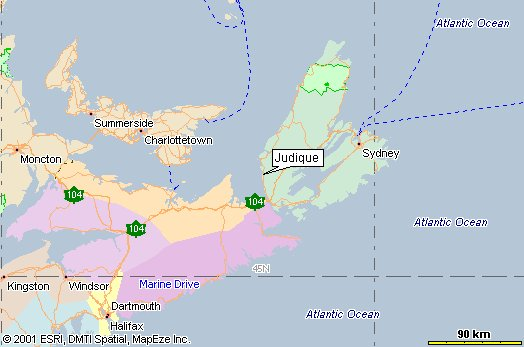 Atlantic Ocean
Summerside
Charlottetown
Moncton
Judique
Sydney
104
104
104
Atlantic Ocean
45N
Kingston
Windsor
Marine Drive
Dartmouth
Halifax
Atlantic Ocean
90 km
© 2001 ESRI, DMTI Spatial, MapEze Inc.